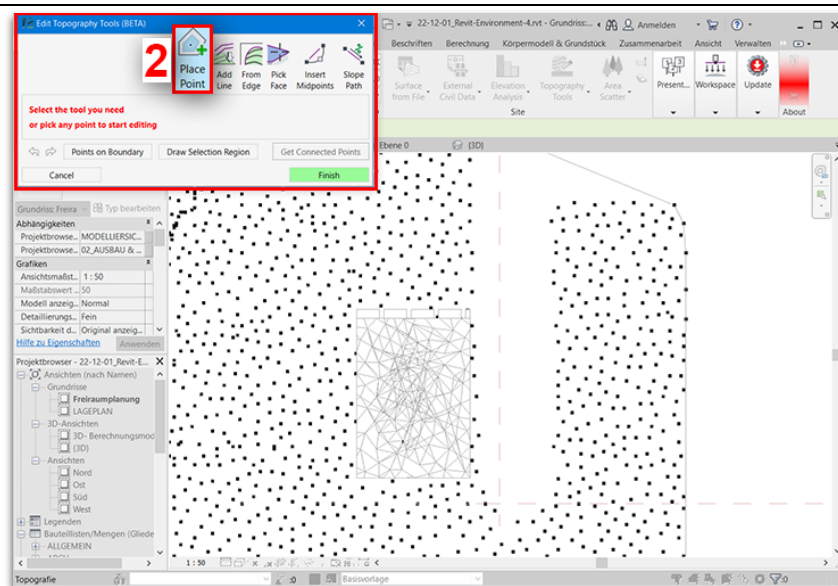 Edit Topography Tools (BETA)
22-12-01_Revit-Environment-4.rvt - Grundriss:...
Anmelden
2
Place Point
Add Line
From Edge
Pick Face
Insert Midpoints
Slope Path
Beschriften Berechnung Körpermodell & Grundstück Zusammenarbeit Ansicht Verwalten
Surface from File
External Civil Data
Elevation Analysis
Topography Tools
Area Scatter
Present...
Workspace
Update
Site
About
Select the tool you need
or pick any point to start editing
Points on Boundary
Draw Selection Region
Get Connected Points
Cancel
Finish
Ebene 0
{3D}
Grundriss: Freira
Typ bearbeiten
Abhängigkeiten
Projektbrowse... MODELLIERSIC...
Projektbrowse... 02_AUSBAU & ...
Grafiken
Ansichtsmaßst... 1 : 50
Maßstabswert ... 50
Modell anzeig... Normal
Detaillierungs... Fein
Sichtbarkeit d... Original anzeig...
Hilfe zu Eigenschaften
Anwenden
Projektbrowser - 22-12-01_Revit-E...
Ansichten (nach Namen)
Grundrisse
Freiraumplanung
LAGEPLAN
3D-Ansichten
3D- Berechnungsmod
{3D}
Ansichten
Nord
Ost
Süd
West
Legenden
Bauteillisten/Mengen (Gliede
ALLGEMEIN
1 : 50
Topografie
:0
Basisvorlage
:0